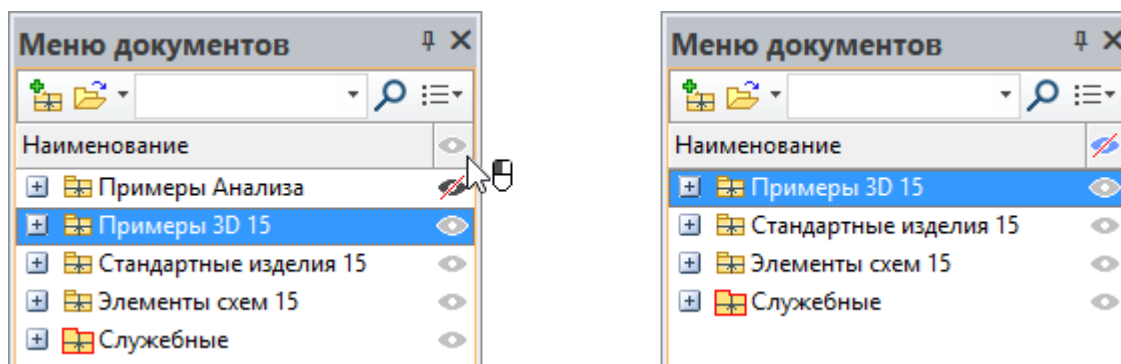 Меню документов
Наименование
Примеры Анализа
Примеры 3D 15
Стандартные изделия 15
Элементы схем 15
Служебные
Меню документов
Наименование
Примеры 3D 15
Стандартные изделия 15
Элементы схем 15
Служебные